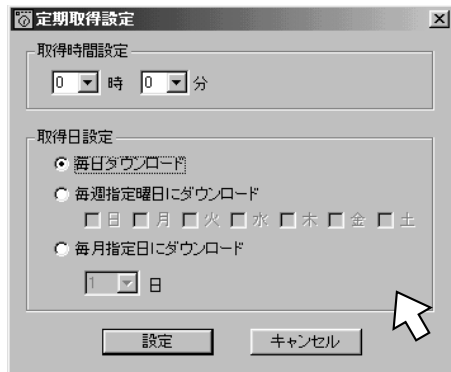 定期取得設定
取得時間設定
0 時 0 分
取得日設定
毎日ダウンロード
毎週指定曜日にダウンロード
日 月 火 水 木 金 土
毎月指定日にダウンロード
1 日
設定 キャンセル